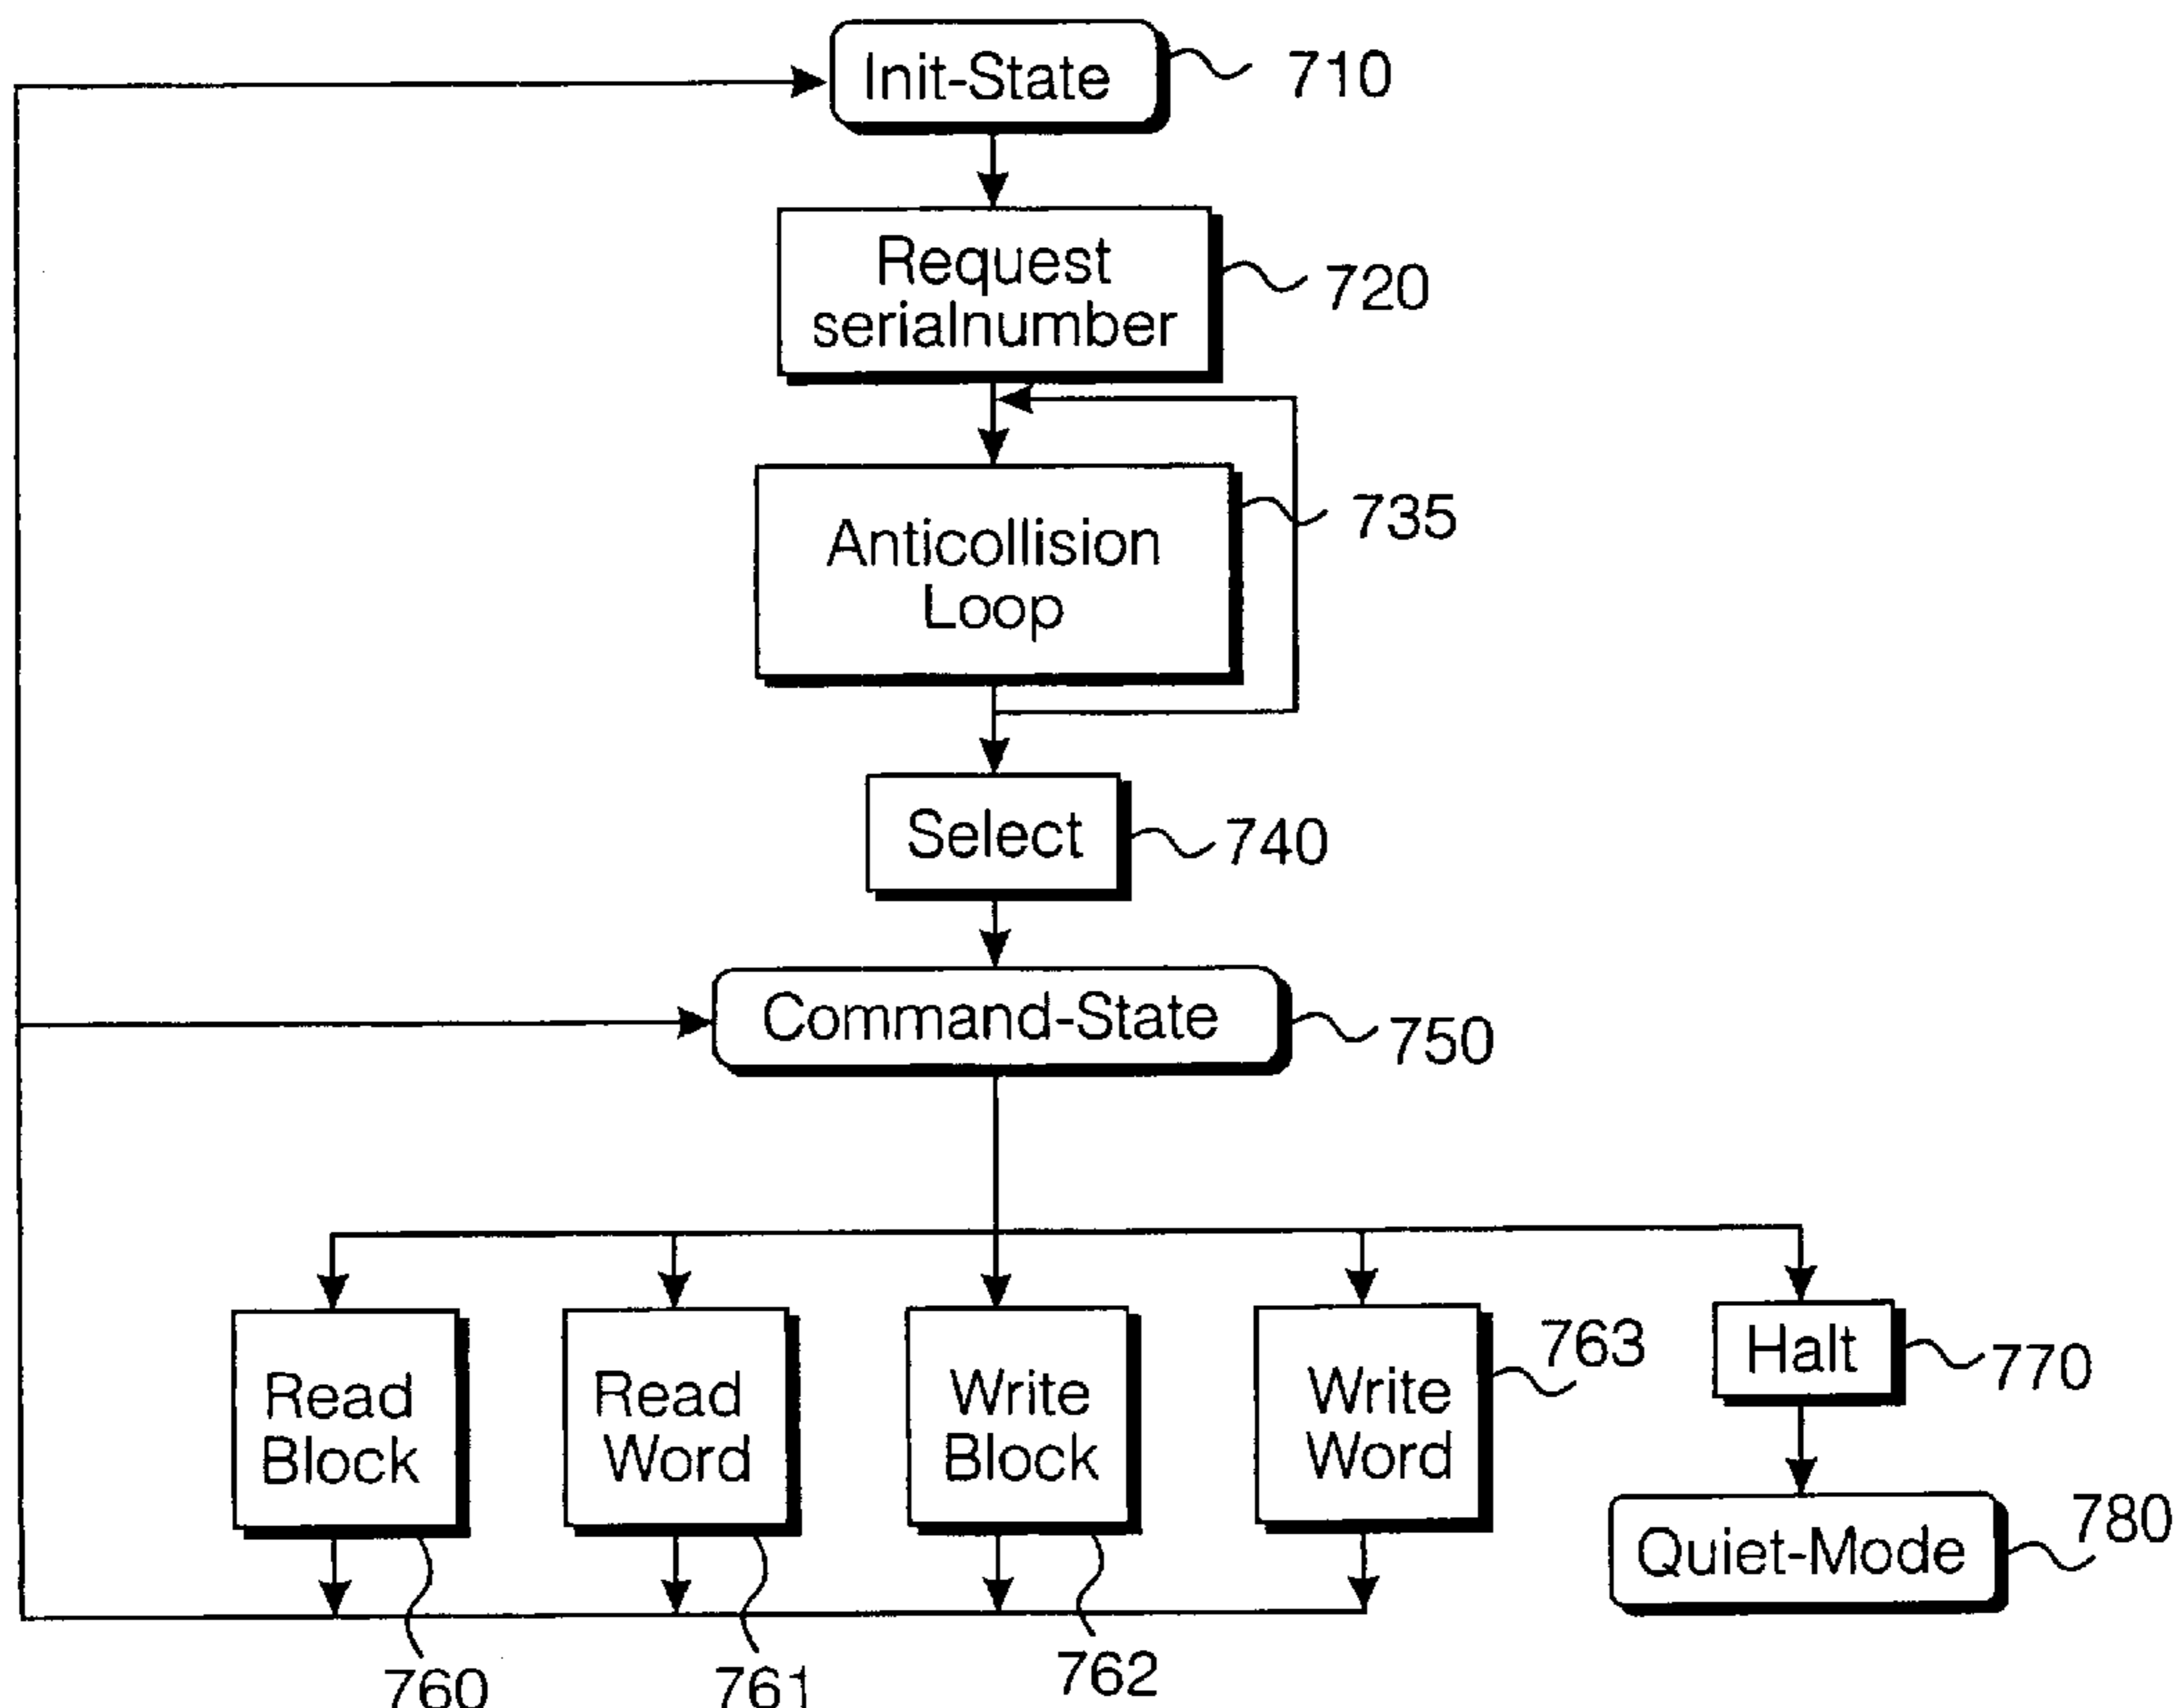 Init-State
710
Request
serialnumber
720
Anticollision
Loop
735
Select
740
Command-State
750
Read
Block
Read
Word
Write
Block
Write
Word
763
Halt
770
Quiet-Mode
780
760
761
762